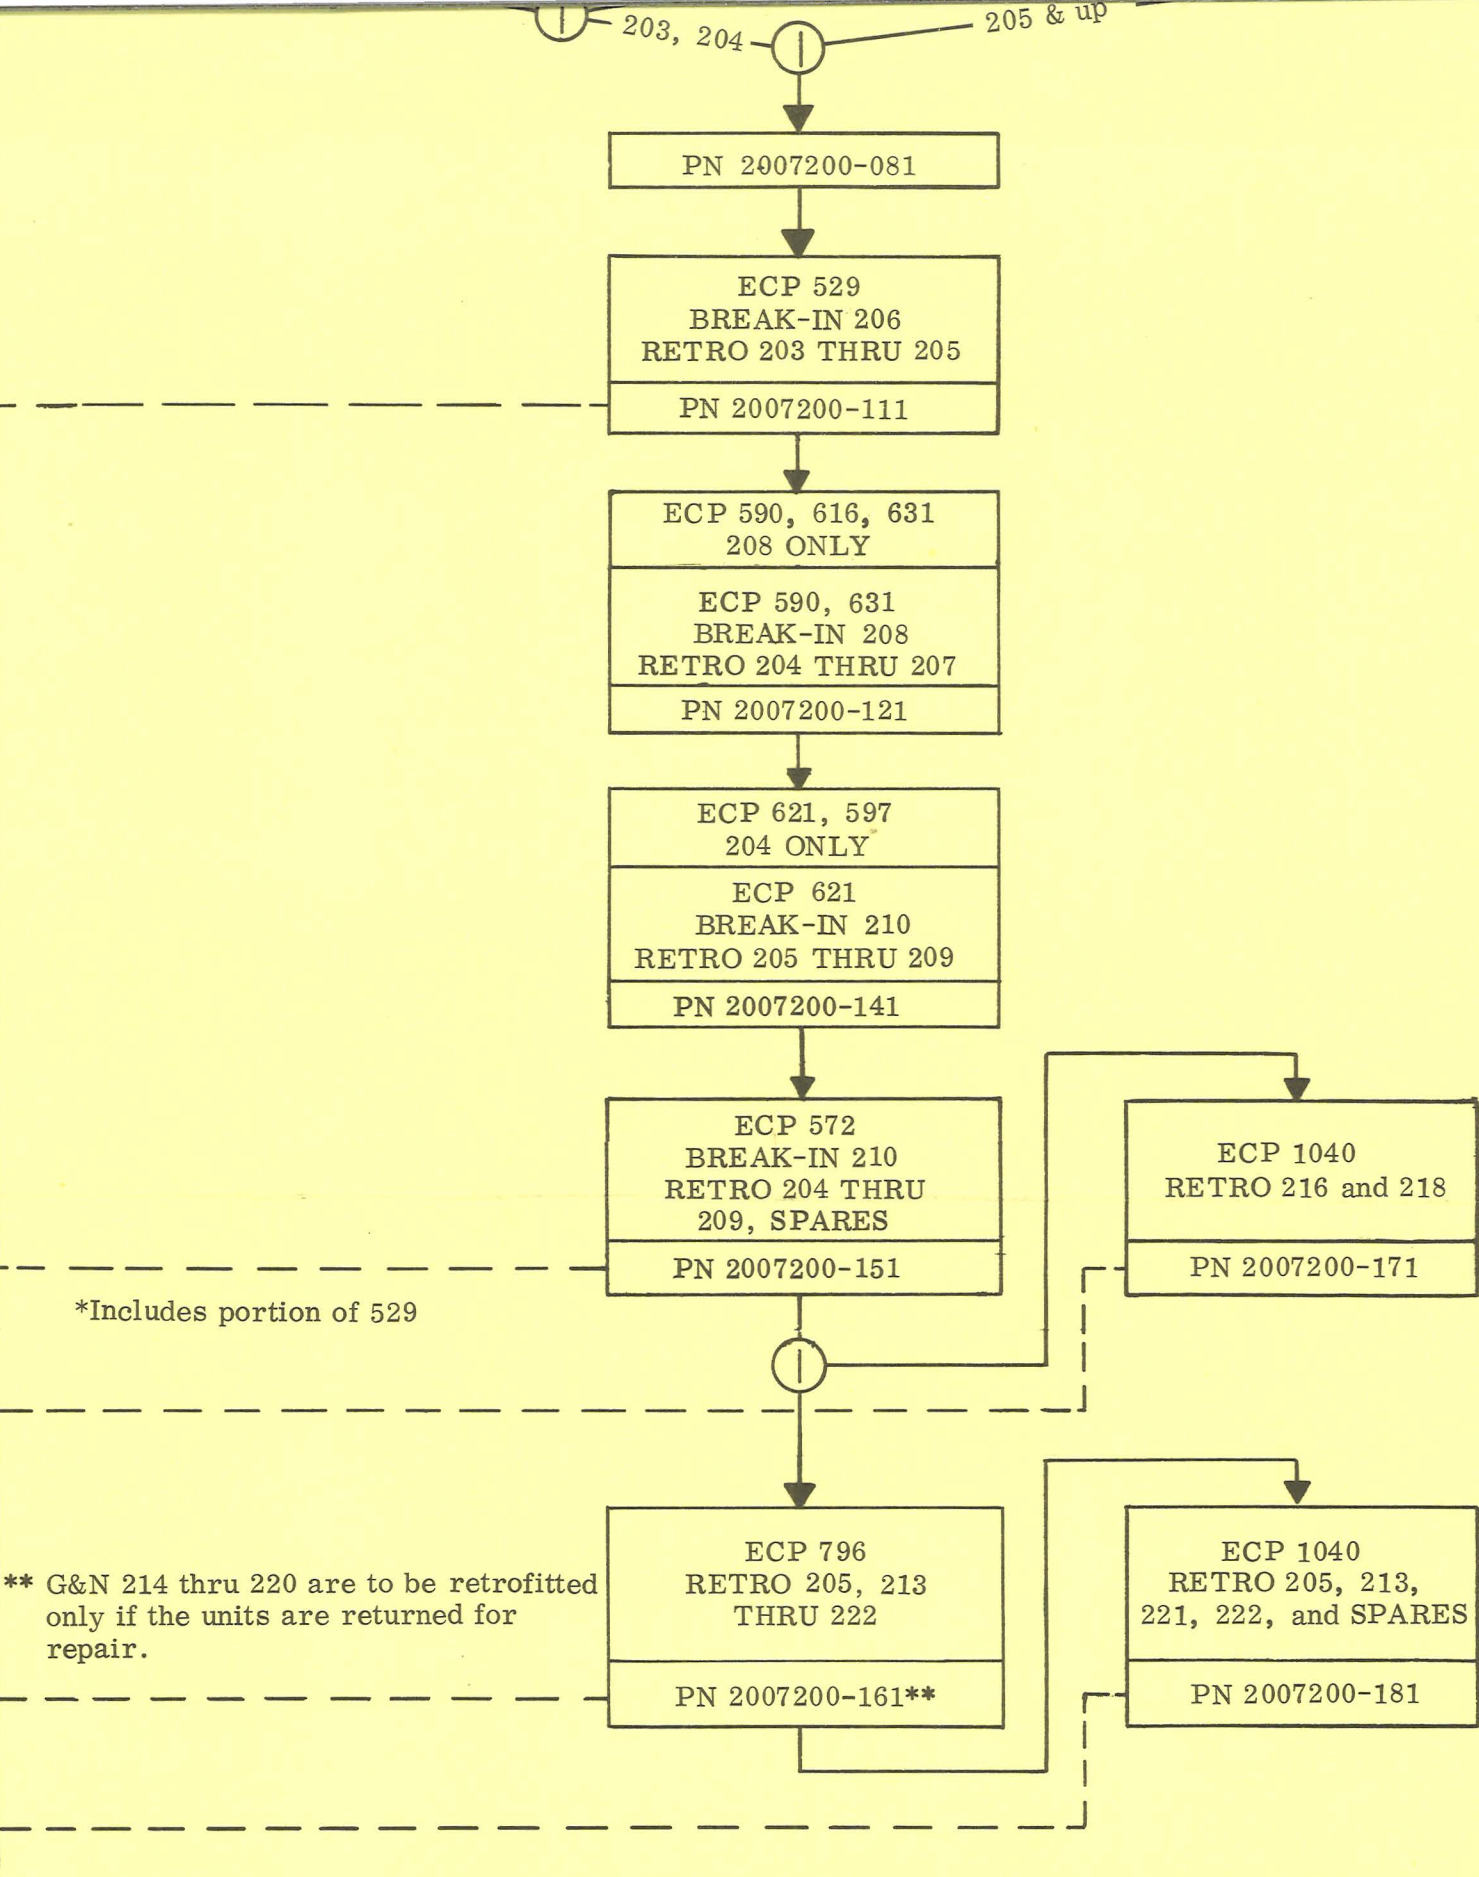 203, 204
205 & up
PN 2007200-081
ECP 529
BREAK-IN 206
RETRO 203 THRU 205
PN 2007200-111
ECP 590, 616, 631
208 ONLY
ECP 590, 631
BREAK-IN 208
RETRO 204 THRU 207
PN 2007200-121
ECP 621, 597
204 ONLY
ECP 621
BREAK-IN 210
RETRO 205 THRU 209
PN 2007200-141
ECP 572
BREAK-IN 210
RETRO 204 THRU
209, SPARES
PN 2007200-151
ECP 1040
RETRO 216 and 218
PN 2007200-171
*Includes portion of 529
** G&N 214 thru 220 are to be retrofitted
only if the units are returned for
repair.
ECP 796
RETRO 205, 213
THRU 222
PN 2007200-161**
ECP 1040
RETRO 205, 213,
221, 222, and SPARES
PN 2007200-181